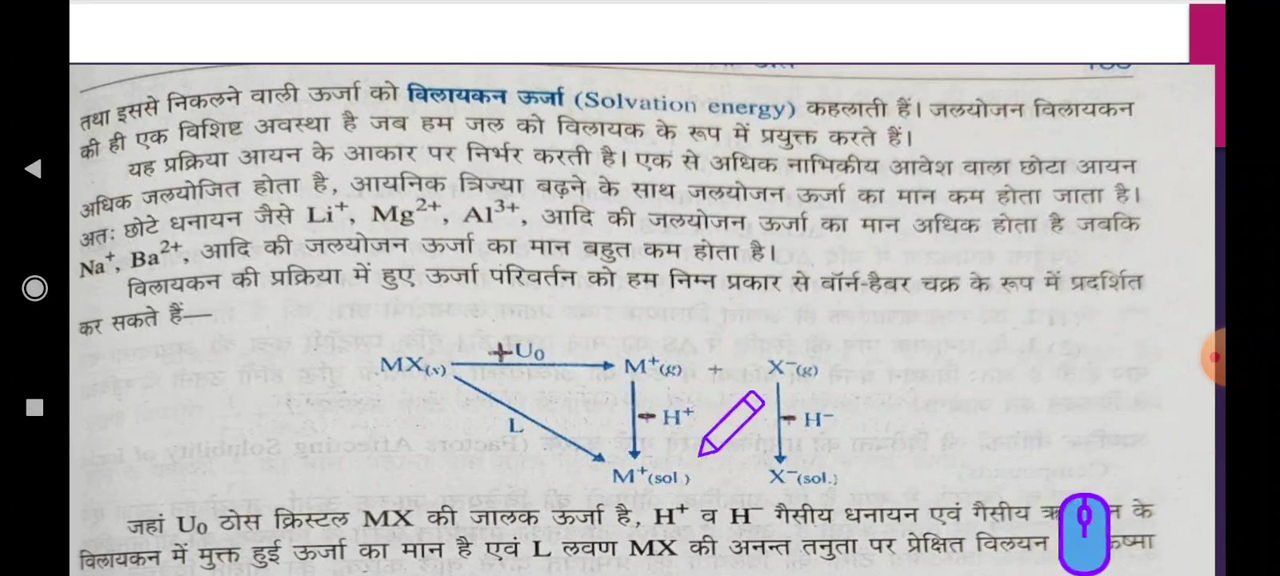 तथा इससे निकलने वाली ऊर्जा को विलायकन ऊर्जा (Solvation energy) कहलाती हैं। जलयोजन विलायकन
की ही एक विशिष्ट अवस्था है जब हम जल को विलायक के रूप में प्रयुक्त करते हैं।
यह प्रक्रिया आयन के आकार पर निर्भर करती है। एक से अधिक नाभिकीय आवेश वाला छोटा आयन
अधिक जलयोजित होता है, आयनिक त्रिज्या बढ़ने के साथ जलयोजन ऊर्जा का मान कम होता जाता है।
अतः छोटे धनायन जैसे Li⁺, Mg²⁺, Al³⁺, आदि की जलयोजन ऊर्जा का मान अधिक होता है जबकि
Na⁺, Ba²⁺, आदि की जलयोजन ऊर्जा का मान बहुत कम होता है।
विलायकन की प्रक्रिया में हुए ऊर्जा परिवर्तन को हम निम्न प्रकार से बॉर्न-हैबर चक्र के रूप में प्रदर्शित
कर सकते हैं—
MX(s) +U₀ M⁺(g) + X⁻(g)
L + H⁺ + H⁻
M⁺(sol) X⁻(sol.)
जहां U₀ ठोस क्रिस्टल MX की जालक ऊर्जा है, H⁺ व H⁻ गैसीय धनायन एवं गैसीय के
विलायकन में मुक्त हुई ऊर्जा का मान है एवं L लवण MX की अनन्त तनुता पर प्रेक्षित विलयन